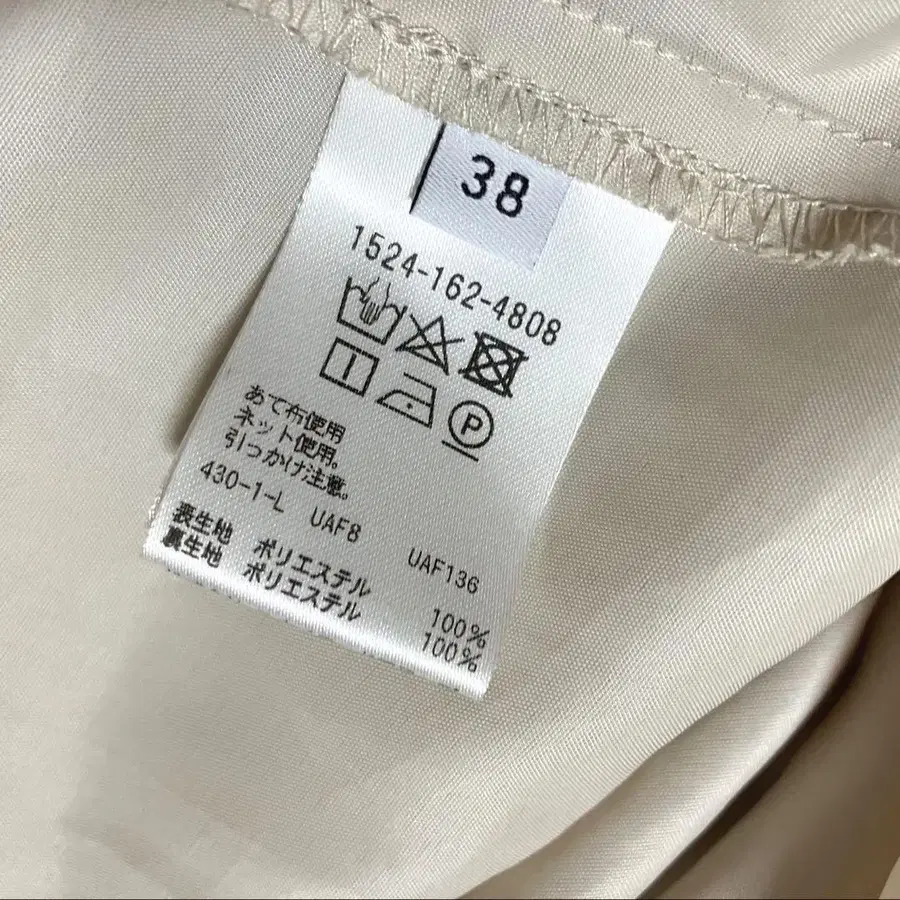 38
1524-162-4808
P
あて布使用
ネット使用。
引つかけ注意。
430-1-L UAF8 UAF136
表生地 ポリエステル 100%
裏生地 ポリエステル 100%